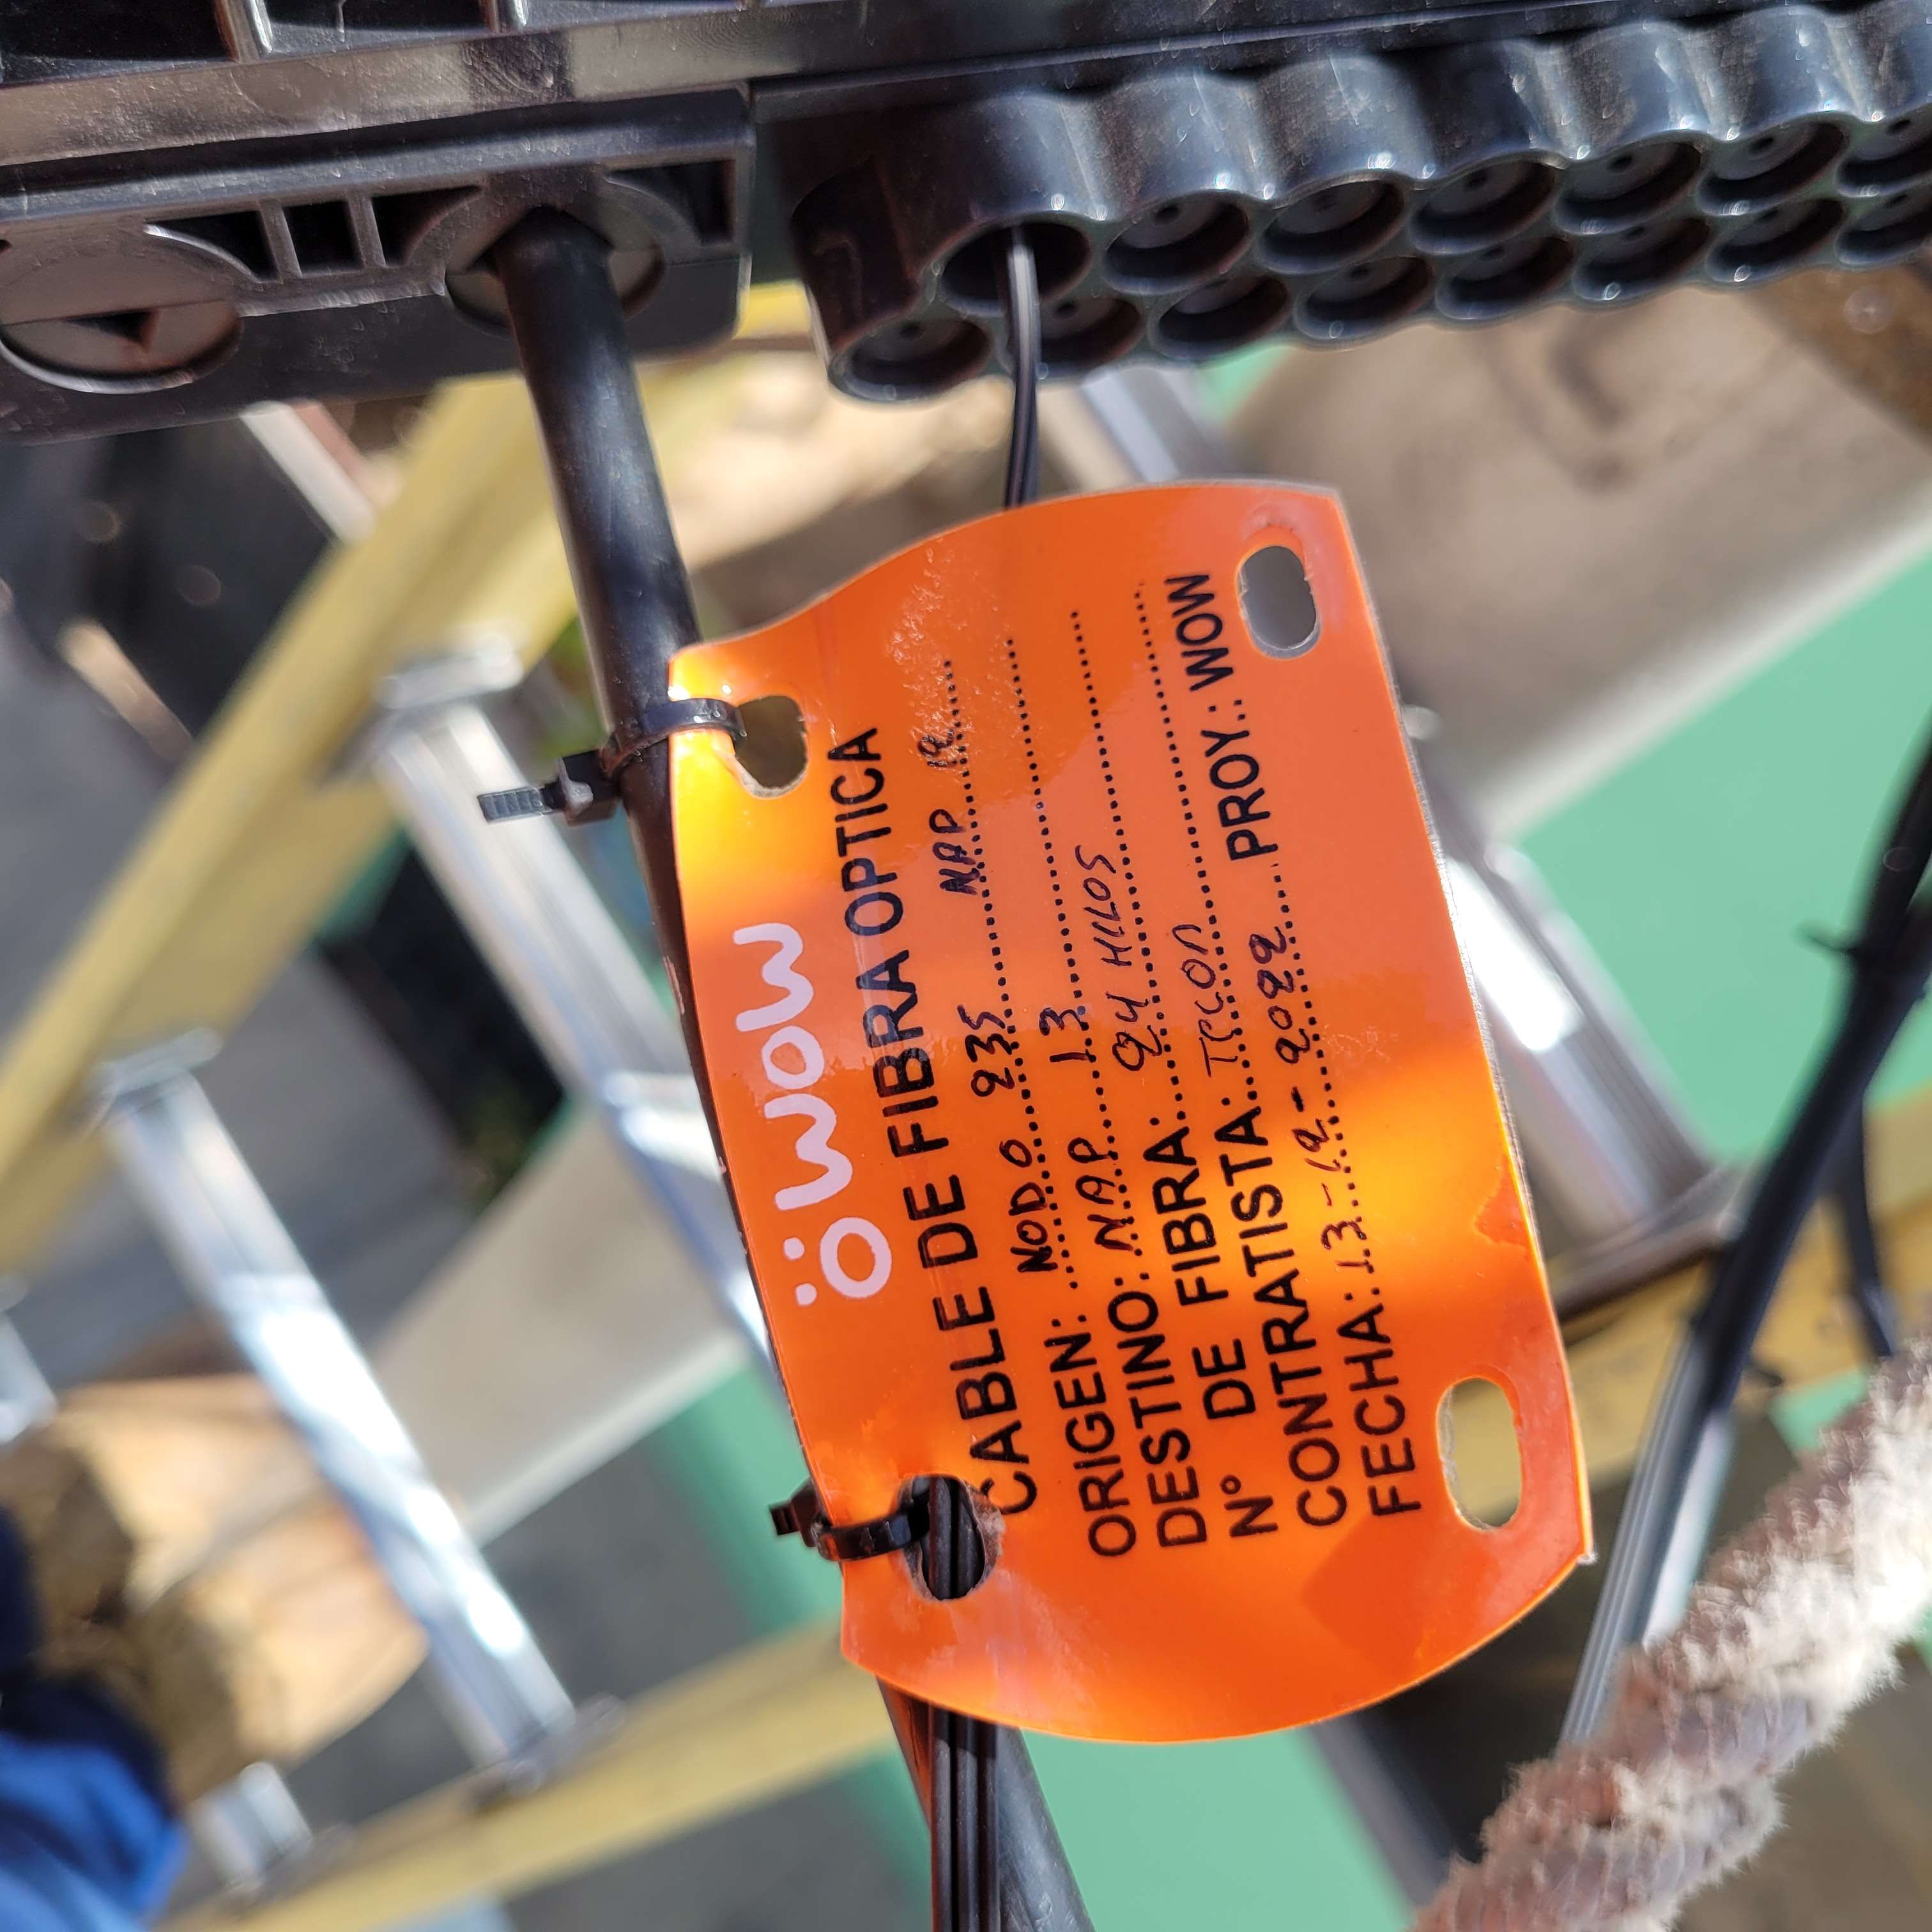 öwow
CABLE DE FIBRA OPTICA
NODO 235 NAP 12
ORIGEN:
DESTINO: NAP 13
N° DE FIBRA: 24 HILOS
CONTRATISTA: TCCON
FECHA: 13-12-2022 PROY: WOW